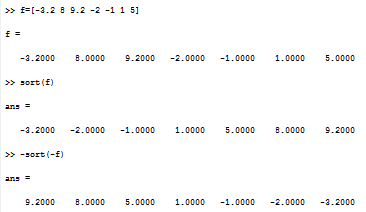 >> f=[-3.2 8 9.2 -2 -1 1 5]
f =
-3.2000 8.0000 9.2000 -2.0000 -1.0000 1.0000 5.0000
>> sort(f)
ans =
-3.2000 -2.0000 -1.0000 1.0000 5.0000 8.0000 9.2000
>> -sort(-f)
ans =
9.2000 8.0000 5.0000 1.0000 -1.0000 -2.0000 -3.2000